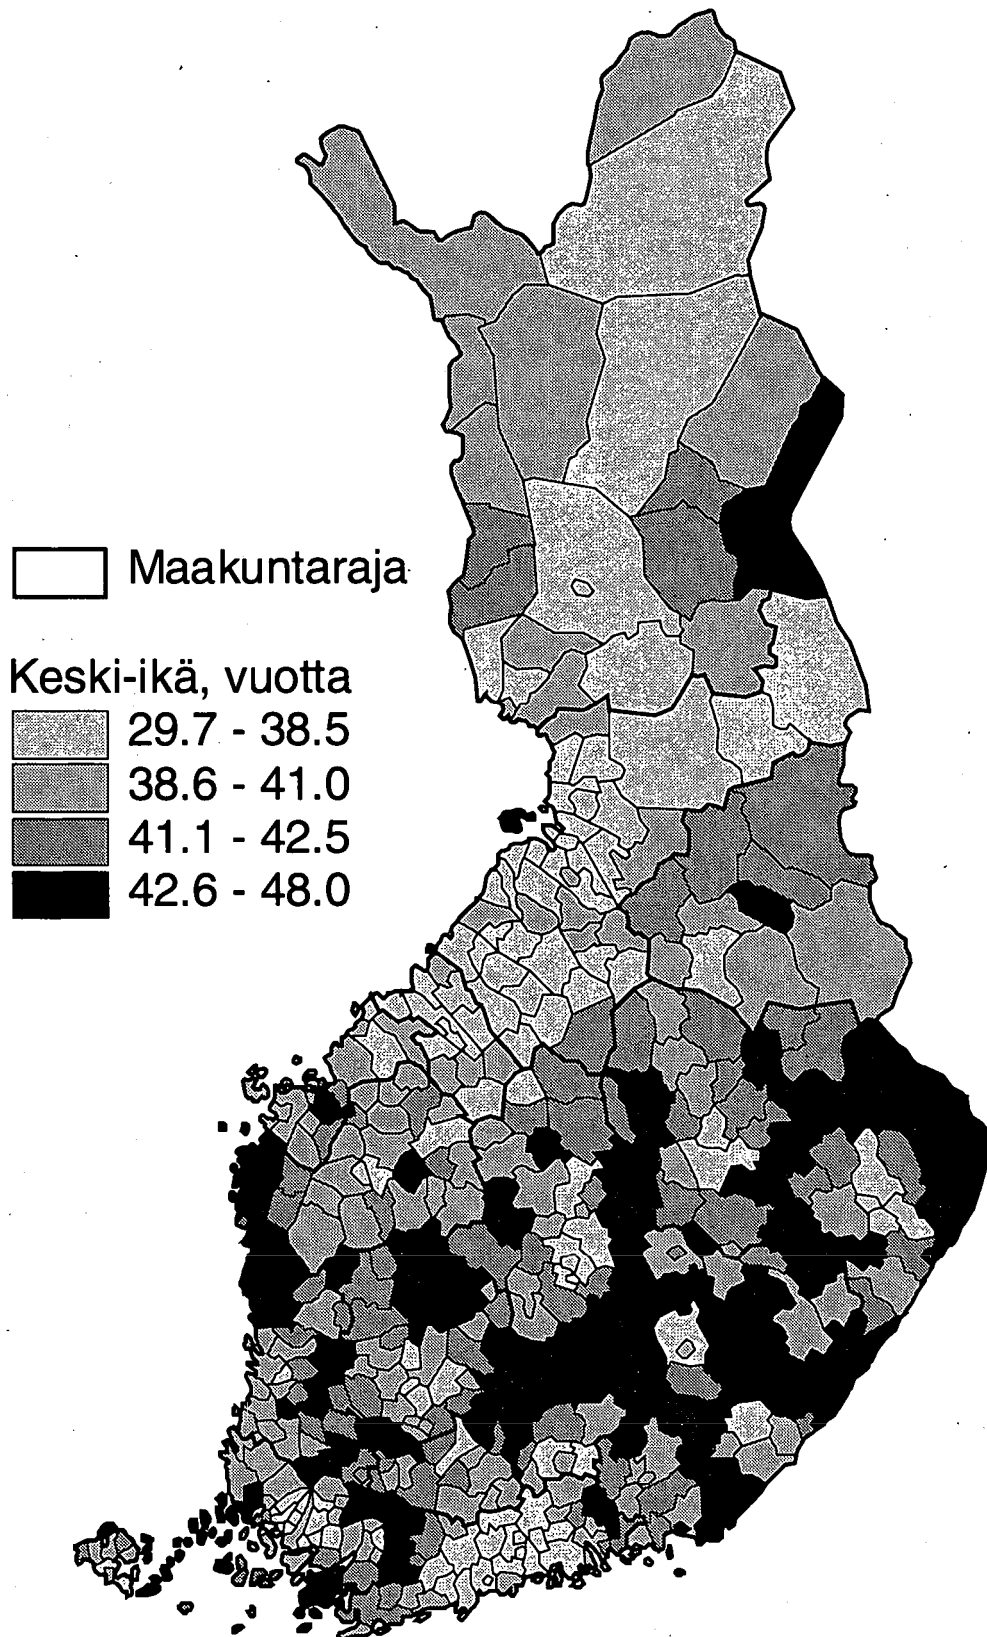 Maakuntaraja
Keski-ikä, vuotta
29.7 - 38.5
38.6 - 41.0
41.1 - 42.5
42.6 - 48.0